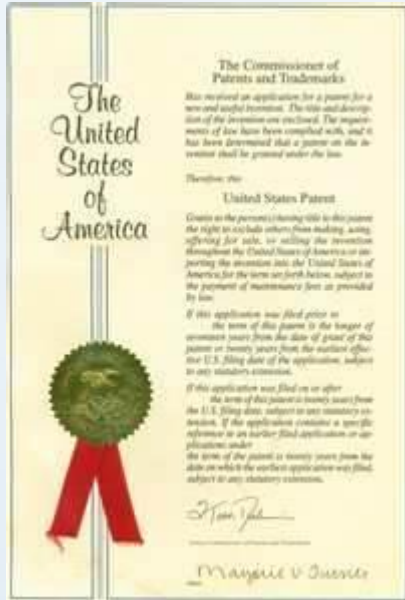 The
United
States
of
America
The Commissioner of
Patents and Trademarks
Has received an application for a patent for a
new and useful invention. The title and descrip-
tion of the invention are enclosed. The require-
ments of law have been complied with, and it
has been determined that a patent on the in-
vention shall be granted under the law.
Therefore, this
United States Patent
Grants to the person(s) having title to this patent
the right to exclude others from making, using,
offering for sale, or selling the invention
throughout the United States of America or im-
porting the invention into the United States of
America for the term set forth below, subject to
the payment of maintenance fees as provided
by law.
If this application was filed prior to
the term of this patent is the longer of
seventeen years from the date of grant of this
patent or twenty years from the earliest effec-
tive U.S. filing date of the application, subject
to any statutory extension.
If this application was filed on or after
the term of this patent is twenty years from
the U.S. filing date, subject to any statutory ex-
tension. If the application contains a specific
reference to an earlier filed application or ap-
plications under
the term of the patent is twenty years from the
date on which the earliest application was filed,
subject to any statutory extension.
Marjorie V